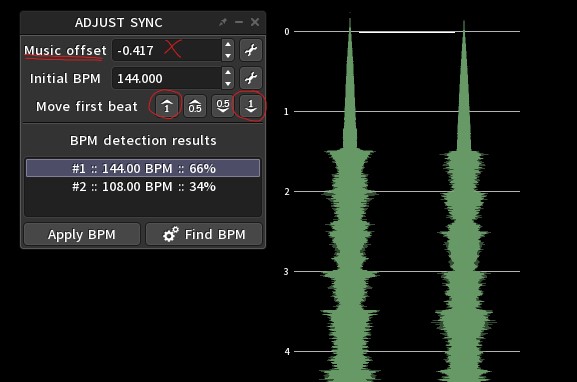 ADJUST SYNC
Music offset -0.417
Initial BPM 144.000
Move first beat 1 0.5 0.5 1
BPM detection results
#1 :: 144.00 BPM :: 66%
#2 :: 108.00 BPM :: 34%
Apply BPM Find BPM
0
1
2
3
4